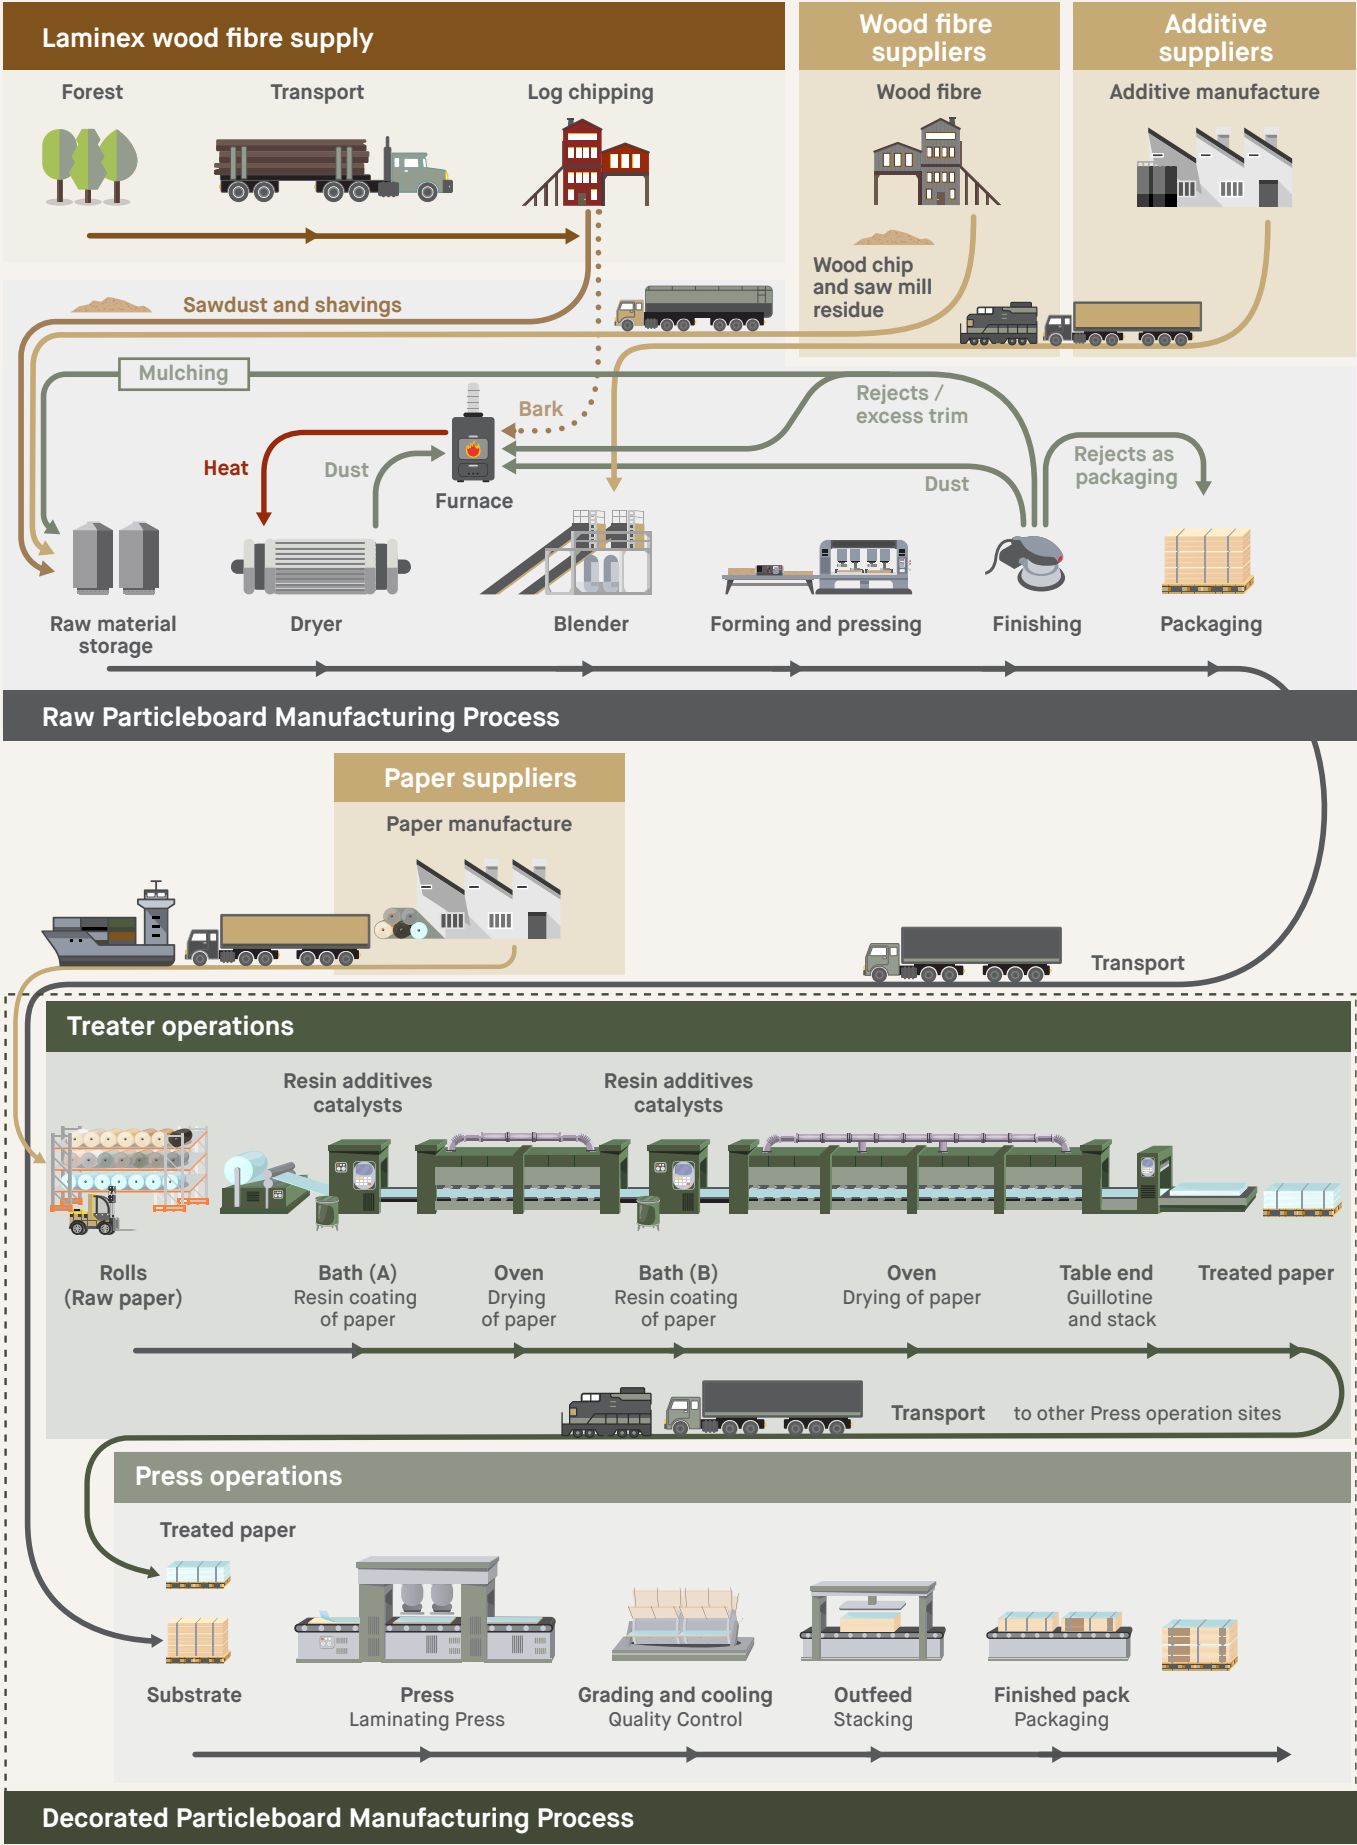 Laminex wood fibre supply
Wood fibre
suppliers
Additive
suppliers
Forest
Transport
Log chipping
Wood fibre
Additive manufacture
Wood chip
and saw mill
residue
Sawdust and shavings
Mulching
Bark
Rejects /
excess trim
Heat
Dust
Furnace
Dust
Rejects as
packaging
Raw material
storage
Dryer
Blender
Forming and pressing
Finishing
Packaging
Raw Particleboard Manufacturing Process
Paper suppliers
Paper manufacture
Transport
Treater operations
Resin additives
catalysts
Resin additives
catalysts
Rolls
(Raw paper)
Bath (A)
Resin coating
of paper
Oven
Drying
of paper
Bath (B)
Resin coating
of paper
Oven
Drying of paper
Table end
Guillotine
and stack
Treated paper
Transport to other Press operation sites
Press operations
Treated paper
Substrate
Press
Laminating Press
Grading and cooling
Quality Control
Outfeed
Stacking
Finished pack
Packaging
Decorated Particleboard Manufacturing Process